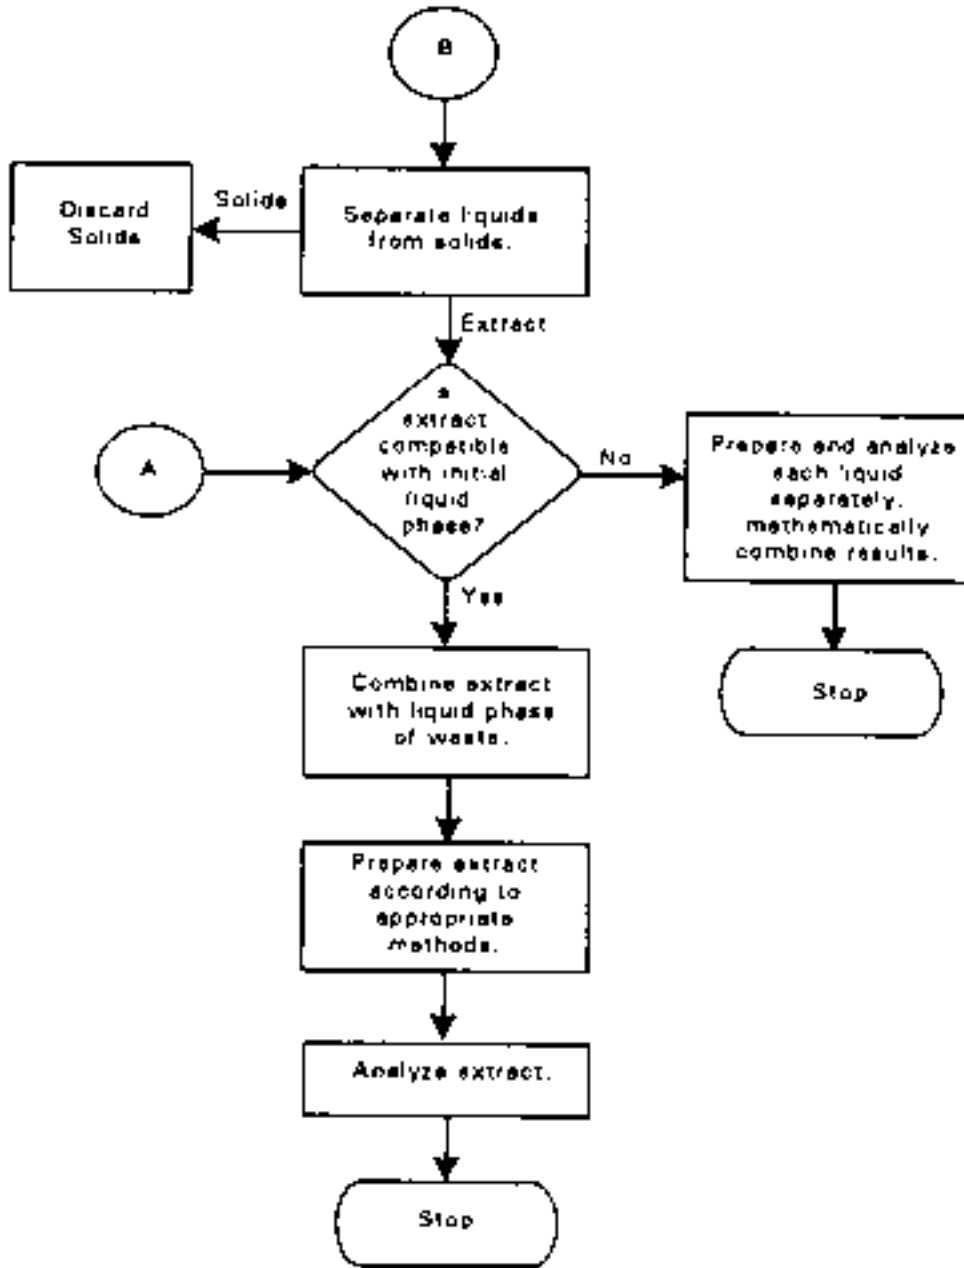 B
Discard
Solids
Solids
Separate liquids
from solids.
Extract
extract
compatible
with initial
liquid
phase?
A
No
Prepare and analyze
each liquid
separately,
mathematically
combine results.
Yes
Stop
Combine extract
with liquid phase
of waste.
Prepare extract
according to
appropriate
methods.
Analyze extract.
Stop